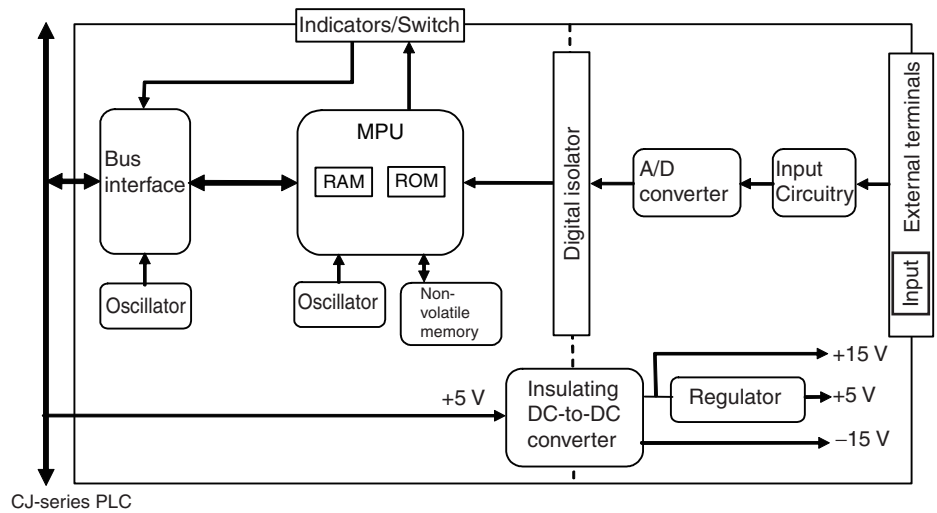 Indicators/Switch
Bus
interface
MPU
RAM
ROM
Digital isolator
A/D
converter
Input
Circuitry
External terminals
Input
Oscillator
Oscillator
Non-
volatile
memory
+5 V
Insulating
DC-to-DC
converter
Regulator
+15 V
+5 V
−15 V
CJ-series PLC